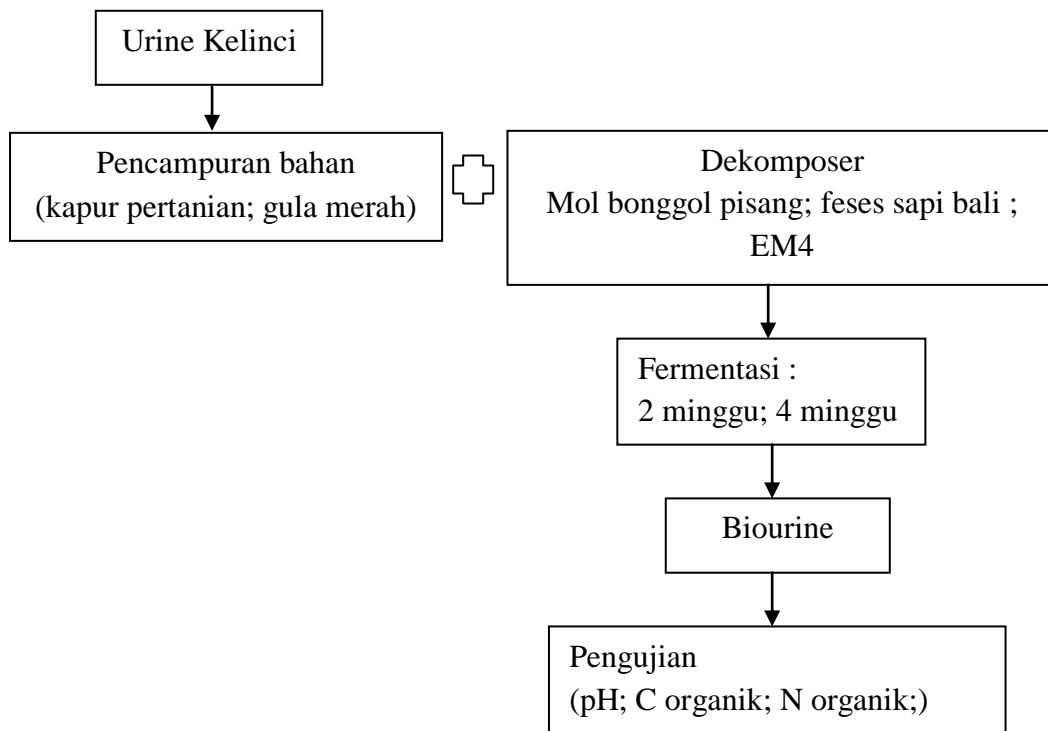 Urine Kelinci
Pencampuran bahan
(kapur pertanian; gula merah)
Dekomposer
Mol bonggol pisang; feses sapi bali ;
EM4
Fermentasi :
2 minggu; 4 minggu
Biourine
Pengujian
(pH; C organik; N organik;)